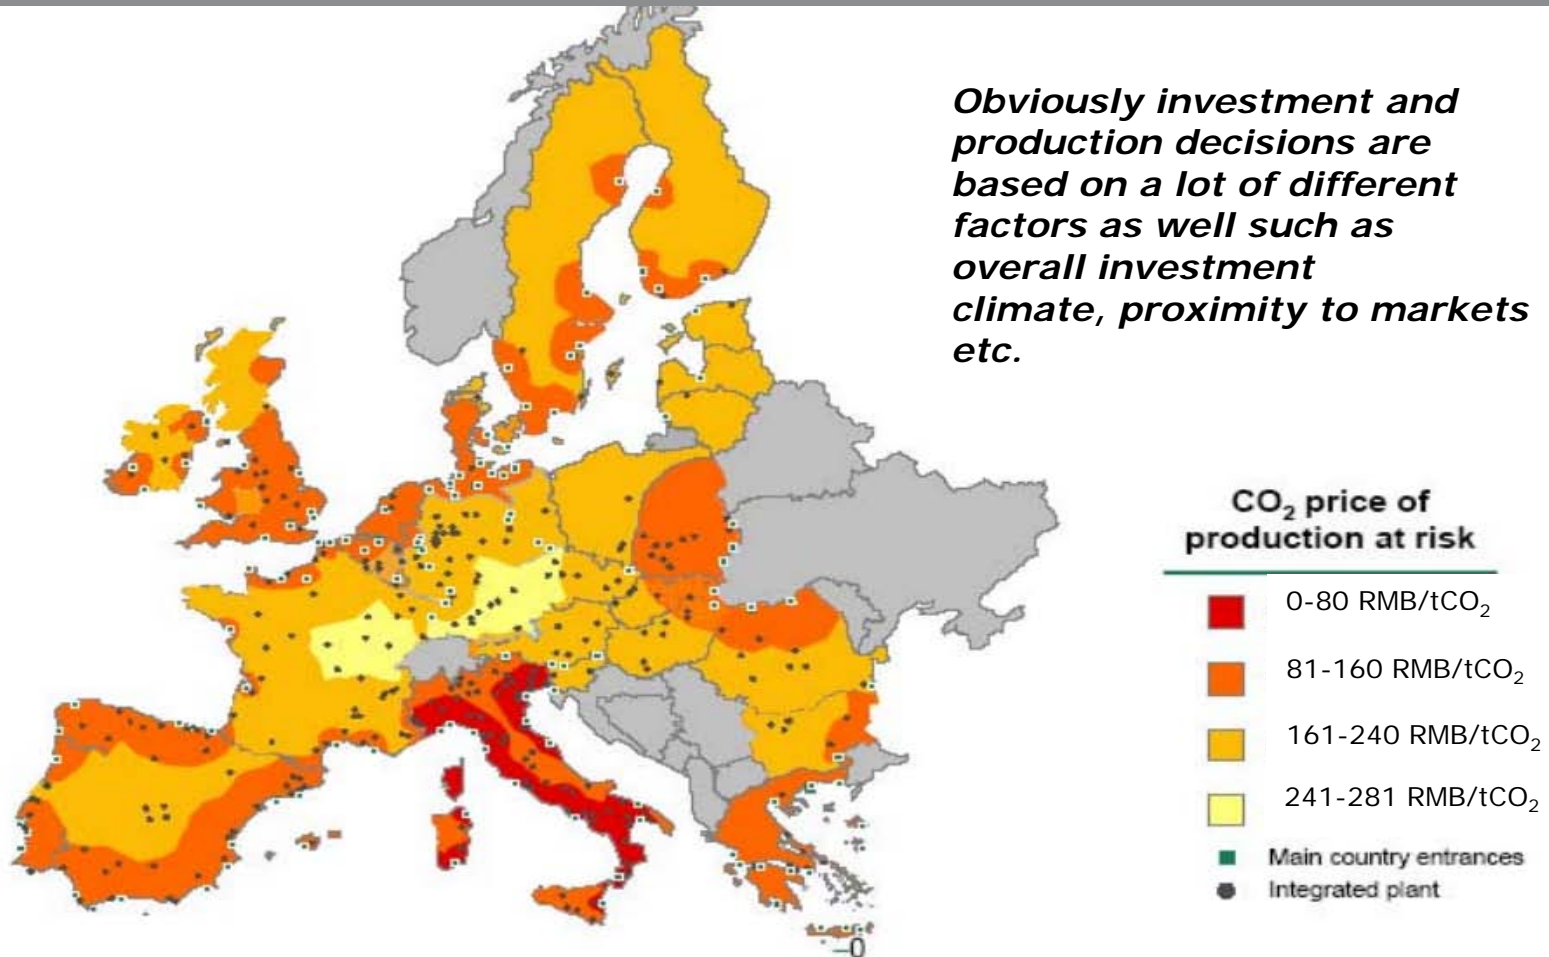 Obviously investment and
production decisions are
based on a lot of different
factors as well such as
overall investment
climate, proximity to markets
etc.
CO₂ price of
production at risk
0-80 RMB/tCO₂
81-160 RMB/tCO₂
161-240 RMB/tCO₂
241-281 RMB/tCO₂
Main country entrances
Integrated plant
–0